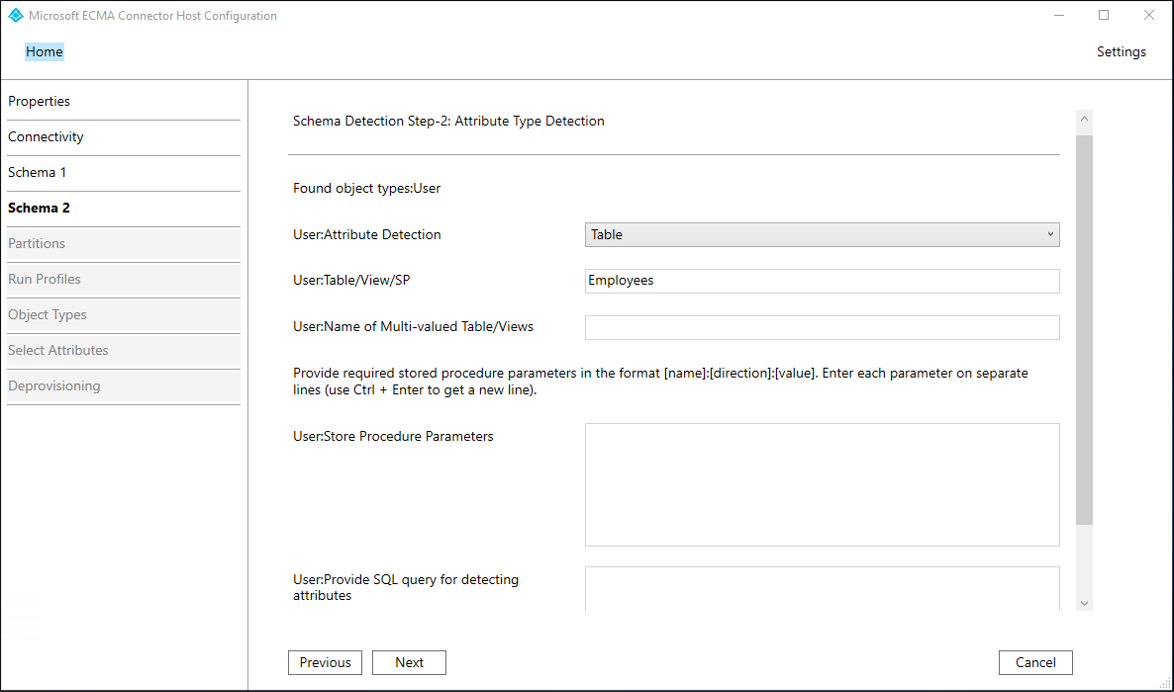 Microsoft ECMA Connector Host Configuration
Home
Settings
Properties
Connectivity
Schema 1
Schema 2
Partitions
Run Profiles
Object Types
Select Attributes
Deprovisioning
Schema Detection Step-2: Attribute Type Detection
Found object types:User
User:Attribute Detection
Table
User:Table/View/SP
Employees
User:Name of Multi-valued Table/Views
Provide required stored procedure parameters in the format [name]:[direction]:[value]. Enter each parameter on separate
lines (use Ctrl + Enter to get a new line).
User:Store Procedure Parameters
User:Provide SQL query for detecting
attributes
Previous
Next
Cancel